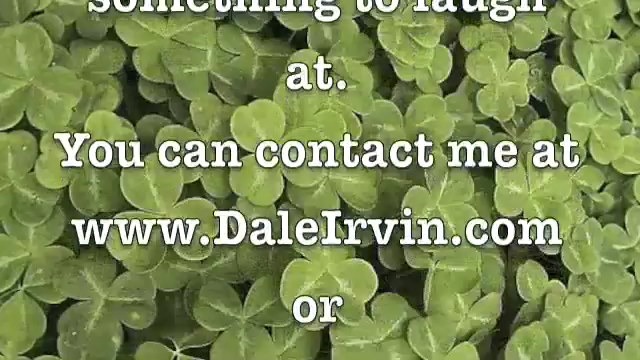 something to laugh
at.
You can contact me at
www.DaleIrvin.com
or